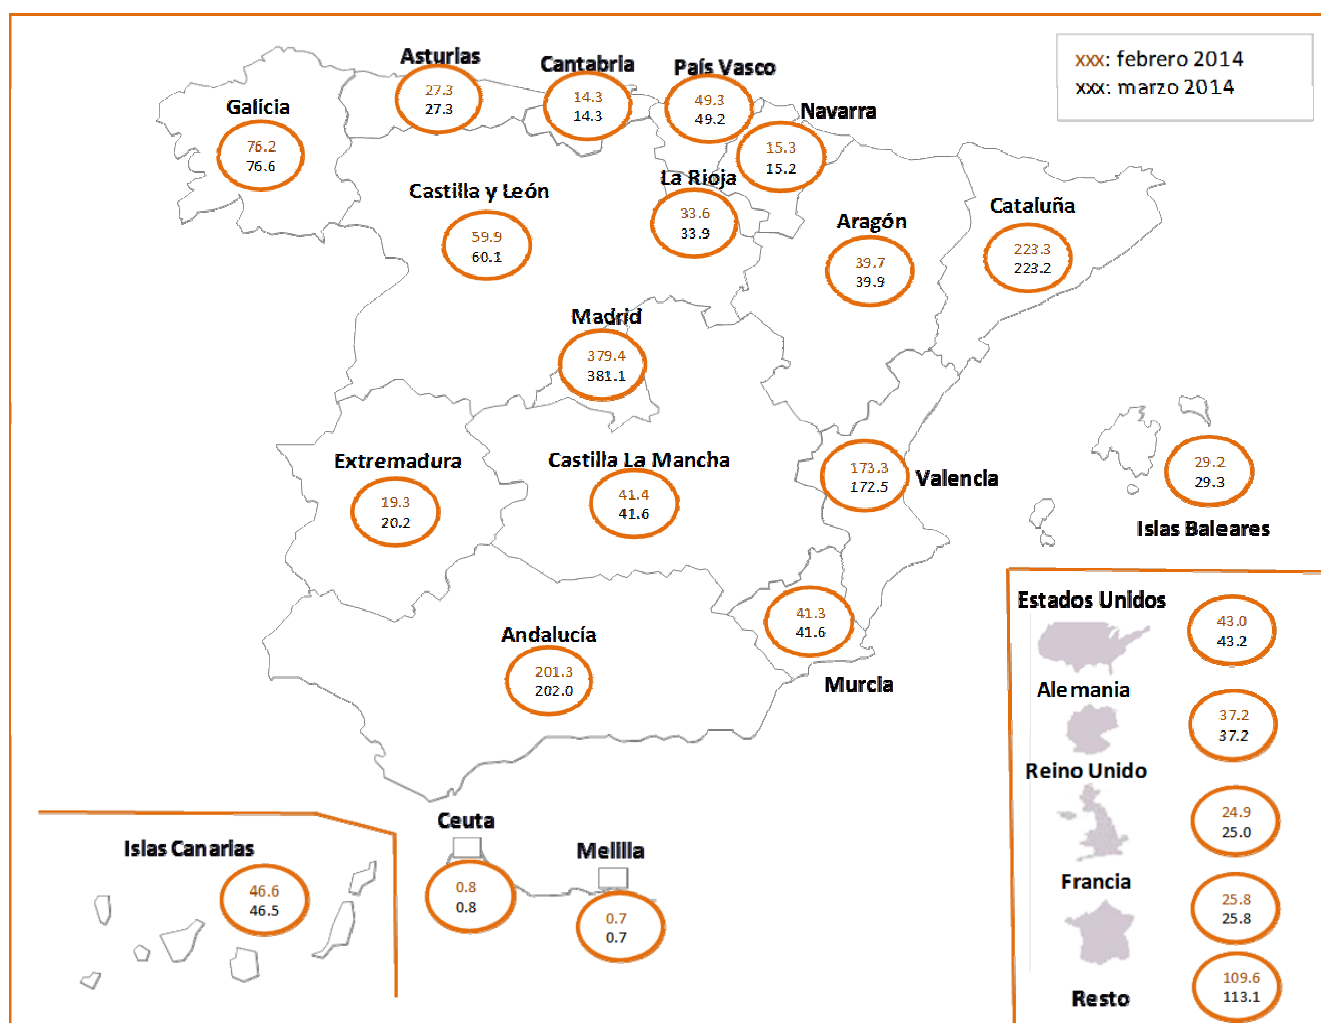 xxx: febrero 2014
xxx: marzo 2014
Asturias
27.3
27.3
Cantabria
14.3
14.3
País Vasco
49.3
49.2
Navarra
15.3
15.2
Galicia
76.2
76.6
Castilla y León
59.9
60.1
La Rioja
33.6
33.9
Aragón
39.7
39.9
Cataluña
223.3
223.2
Madrid
379.4
381.1
Extremadura
19.3
20.2
Castilla La Mancha
41.4
41.6
173.3
172.5
Valencia
29.2
29.3
Islas Baleares
Andalucía
201.3
202.0
41.3
41.6
Murcia
Estados Unidos
43.0
43.2
Alemania
37.2
37.2
Reino Unido
24.9
25.0
Francia
25.8
25.8
Resto
109.6
113.1
Islas Canarias
46.6
46.5
Ceuta
0.8
0.8
Melilla
0.7
0.7